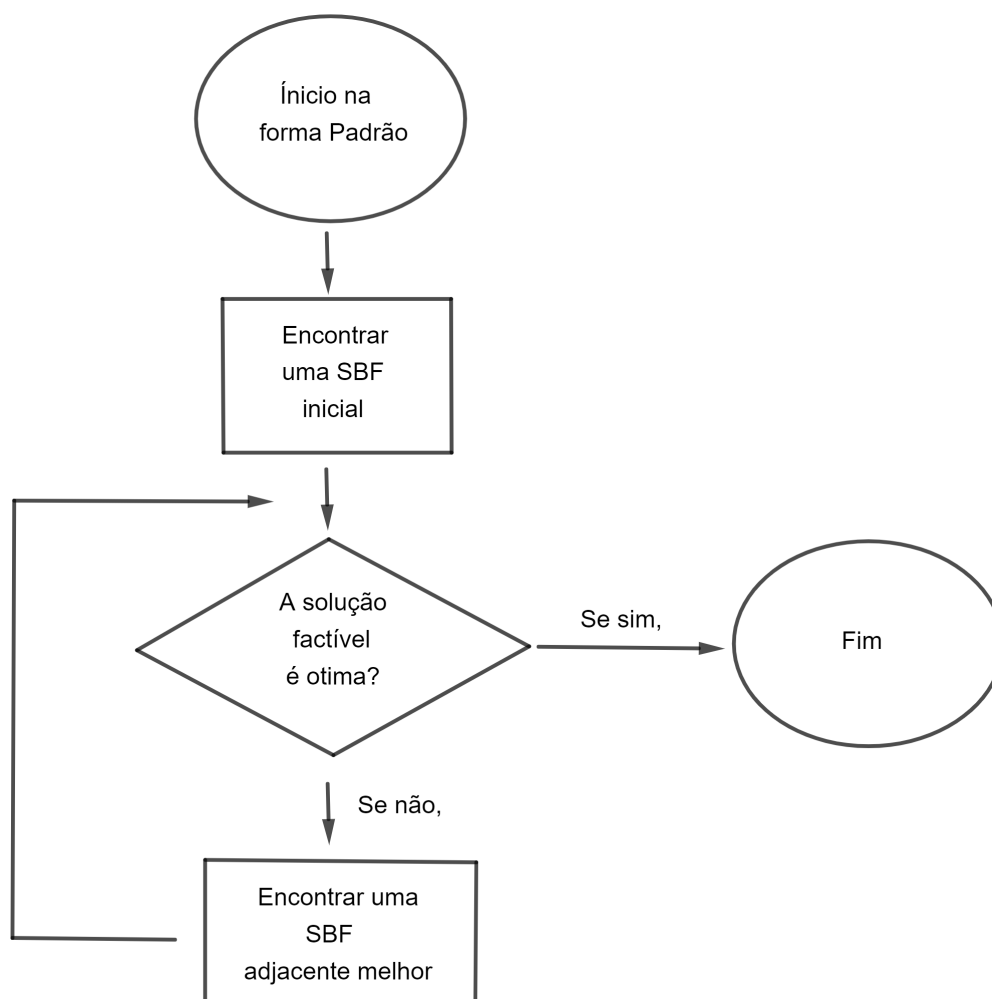 Ínicio na
forma Padrão
Encontrar
uma SBF
inicial
A solução
factível
é otima?
Se sim,
Fim
Se não,
Encontrar uma
SBF
adjacente melhor